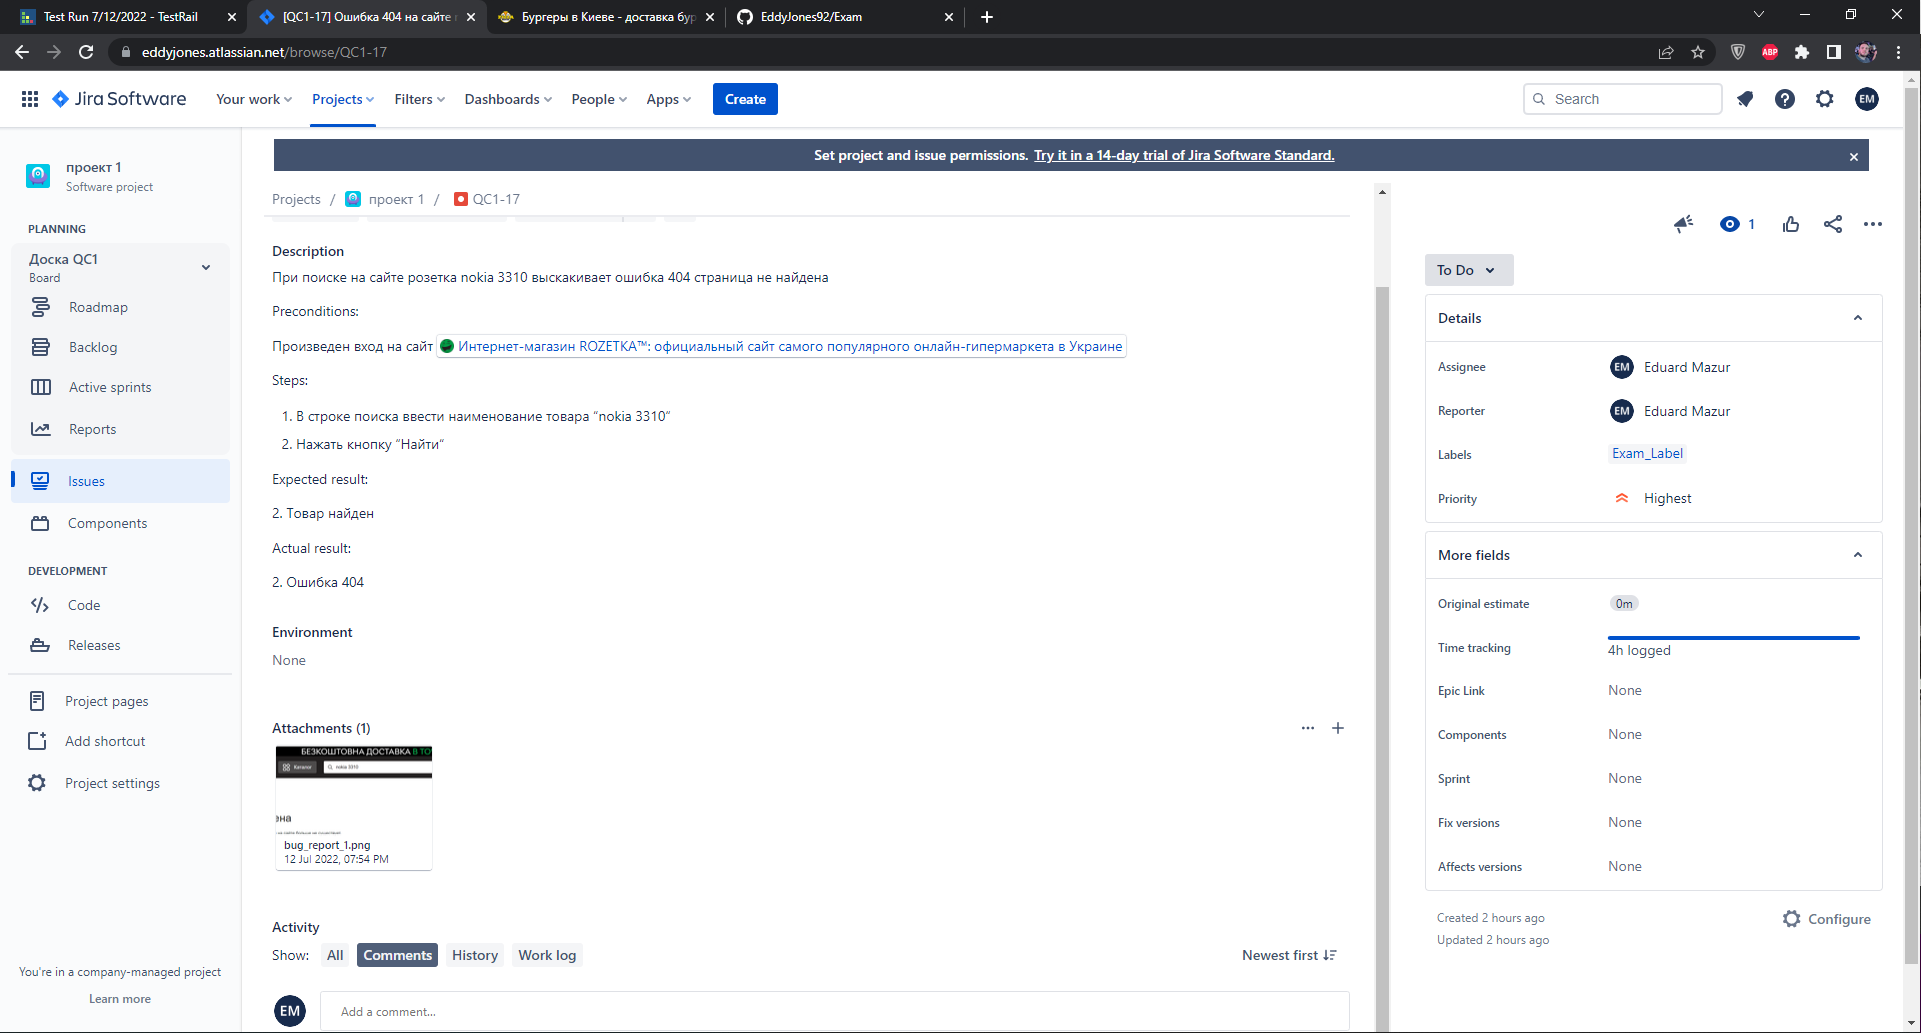 Test Run 7/12/2022 - TestRail
[QC1-17] Ошибка 404 на сайте
Бургеры в Киеве - доставка бур
EddyJones92/Exam
eddyjones.atlassian.net/browse/QC1-17
ABP
Jira Software
Your work
Projects
Filters
Dashboards
People
Apps
Create
Search
EM
Set project and issue permissions. Try it in a 14-day trial of Jira Software Standard.
проект 1
Software project
PLANNING
Доска QC1
Board
Roadmap
Backlog
Active sprints
Reports
Issues
Components
DEVELOPMENT
Code
Releases
Project pages
Add shortcut
Project settings
You're in a company-managed project
Learn more
Projects / проект 1 / QC1-17
Description
При поиске на сайте розетка nokia 3310 выскакивает ошибка 404 страница не найдена
Preconditions:
Произведен вход на сайт Интернет-магазин ROZETKA™: официальный сайт самого популярного онлайн-гипермаркета в Украине
Steps:
1. В строке поиска ввести наименование товара “nokia 3310”
2. Нажать кнопку “Найти”
Expected result:
2. Товар найден
Actual result:
2. Ошибка 404
Environment
None
Attachments (1)
БЕЗКОШТОВНА ДОСТАВКА В ТО
Каталог
nokia 3310
ена
bug_report_1.png
12 Jul 2022, 07:54 PM
Activity
Show: All Comments History Work log
Newest first
EM
Add a comment...
1
To Do
Details
Assignee
EM Eduard Mazur
Reporter
EM Eduard Mazur
Labels
Exam_Label
Priority
Highest
More fields
Original estimate
0m
Time tracking
4h logged
Epic Link
None
Components
None
Sprint
None
Fix versions
None
Affects versions
None
Created 2 hours ago
Updated 2 hours ago
Configure